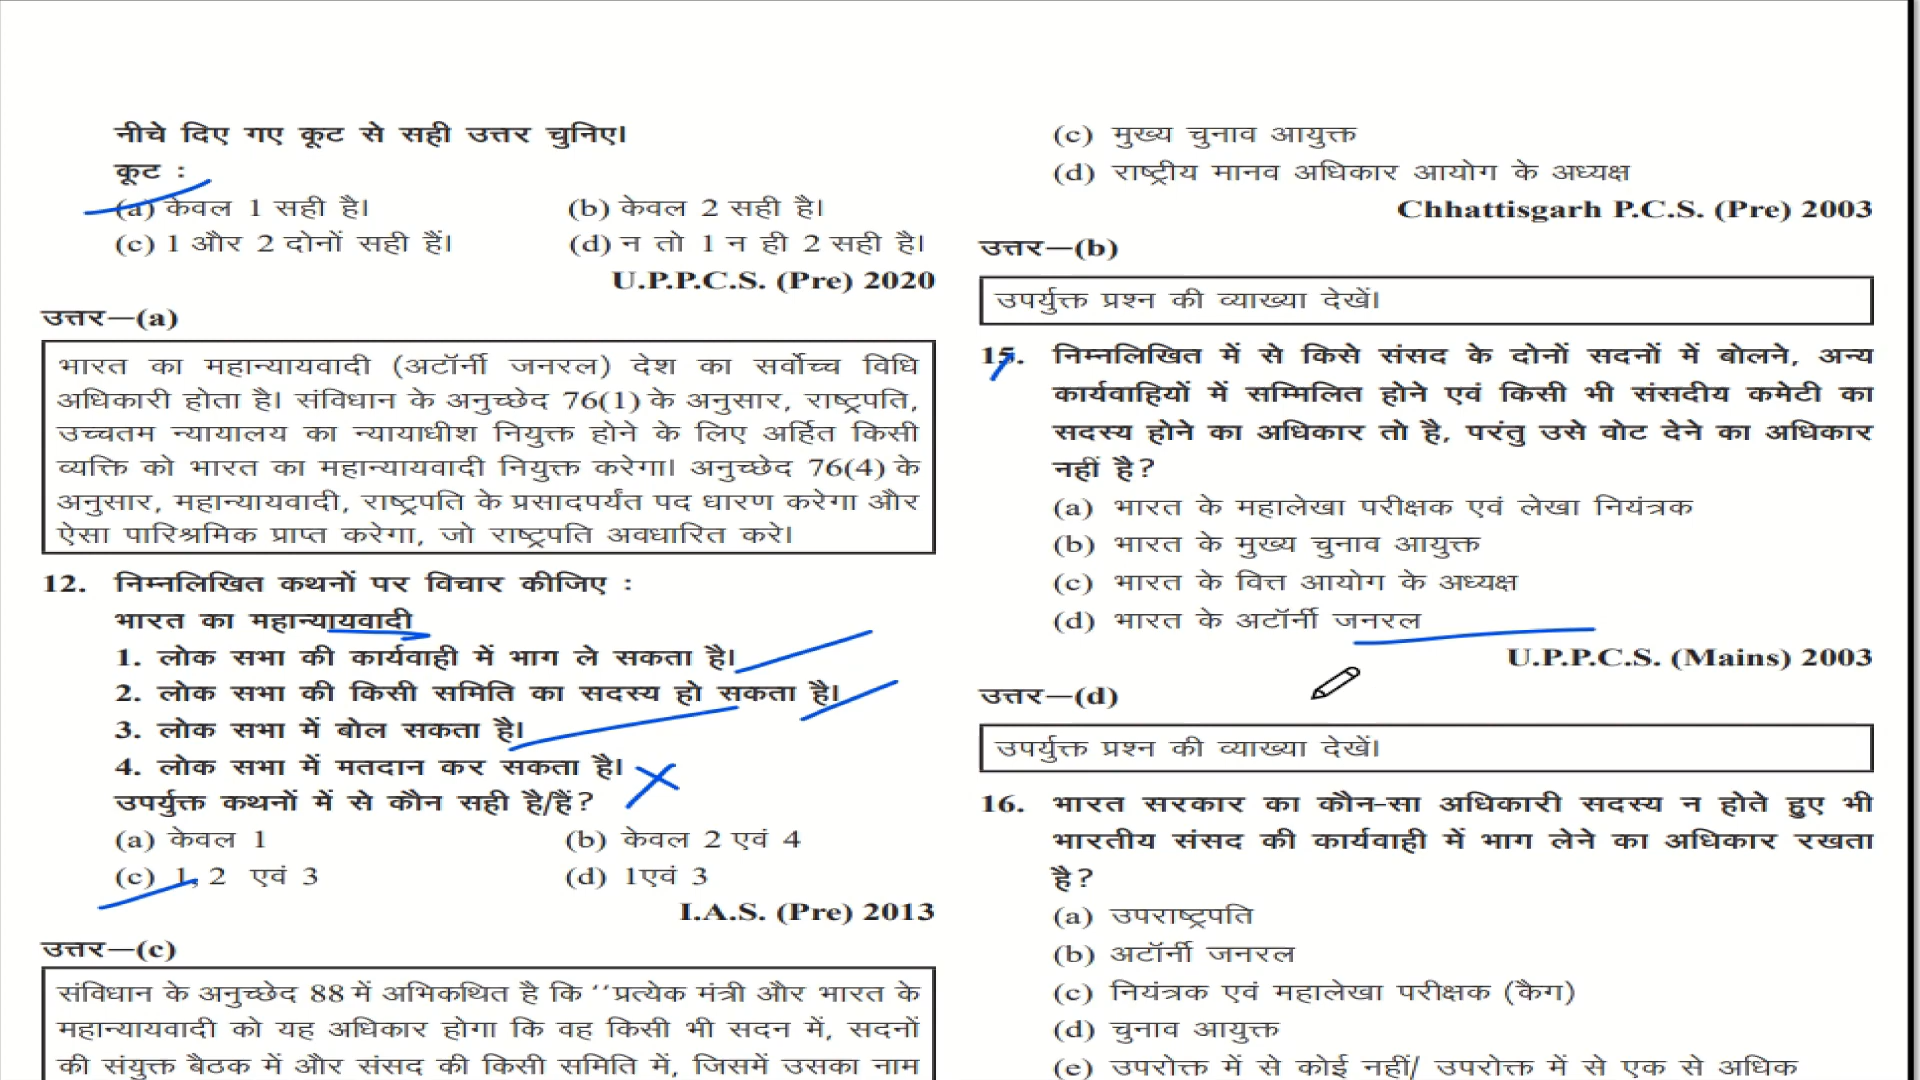 नीचे दिए गए कूट से सही उत्तर चुनिए।
कूट :
(a) केवल 1 सही है।
(b) केवल 2 सही है।
(c) 1 और 2 दोनों सही हैं।
(d) न तो 1 न ही 2 सही है।
U.P.P.C.S. (Pre) 2020
उत्तर—(a)
भारत का महान्यायवादी (अटॉर्नी जनरल) देश का सर्वोच्च विधि
अधिकारी होता है। संविधान के अनुच्छेद 76(1) के अनुसार, राष्ट्रपति,
उच्चतम न्यायालय का न्यायाधीश नियुक्त होने के लिए अर्हित किसी
व्यक्ति को भारत का महान्यायवादी नियुक्त करेगा। अनुच्छेद 76(4) के
अनुसार, महान्यायवादी, राष्ट्रपति के प्रसादपर्यंत पद धारण करेगा और
ऐसा पारिश्रमिक प्राप्त करेगा, जो राष्ट्रपति अवधारित करे।
12. निम्नलिखित कथनों पर विचार कीजिए :
भारत का महान्यायवादी
1. लोक सभा की कार्यवाही में भाग ले सकता है।
2. लोक सभा की किसी समिति का सदस्य हो सकता है।
3. लोक सभा में बोल सकता है।
4. लोक सभा में मतदान कर सकता है।
उपर्युक्त कथनों में से कौन सही है/हैं?
(a) केवल 1
(b) केवल 2 एवं 4
(c) 1, 2 एवं 3
(d) 1एवं 3
I.A.S. (Pre) 2013
उत्तर—(c)
संविधान के अनुच्छेद 88 में अभिकथित है कि ‘‘प्रत्येक मंत्री और भारत के
महान्यायवादी को यह अधिकार होगा कि वह किसी भी सदन में, सदनों
की संयुक्त बैठक में और संसद की किसी समिति में, जिसमें उसका नाम
(c) मुख्य चुनाव आयुक्त
(d) राष्ट्रीय मानव अधिकार आयोग के अध्यक्ष
Chhattisgarh P.C.S. (Pre) 2003
उत्तर—(b)
उपर्युक्त प्रश्न की व्याख्या देखें।
15. निम्नलिखित में से किसे संसद के दोनों सदनों में बोलने, अन्य
कार्यवाहियों में सम्मिलित होने एवं किसी भी संसदीय कमेटी का
सदस्य होने का अधिकार तो है, परंतु उसे वोट देने का अधिकार
नहीं है?
(a) भारत के महालेखा परीक्षक एवं लेखा नियंत्रक
(b) भारत के मुख्य चुनाव आयुक्त
(c) भारत के वित्त आयोग के अध्यक्ष
(d) भारत के अटॉर्नी जनरल
U.P.P.C.S. (Mains) 2003
उत्तर—(d)
उपर्युक्त प्रश्न की व्याख्या देखें।
16. भारत सरकार का कौन-सा अधिकारी सदस्य न होते हुए भी
भारतीय संसद की कार्यवाही में भाग लेने का अधिकार रखता
है?
(a) उपराष्ट्रपति
(b) अटॉर्नी जनरल
(c) नियंत्रक एवं महालेखा परीक्षक (कैग)
(d) चुनाव आयुक्त
(e) उपरोक्त में से कोई नहीं/ उपरोक्त में से एक से अधिक